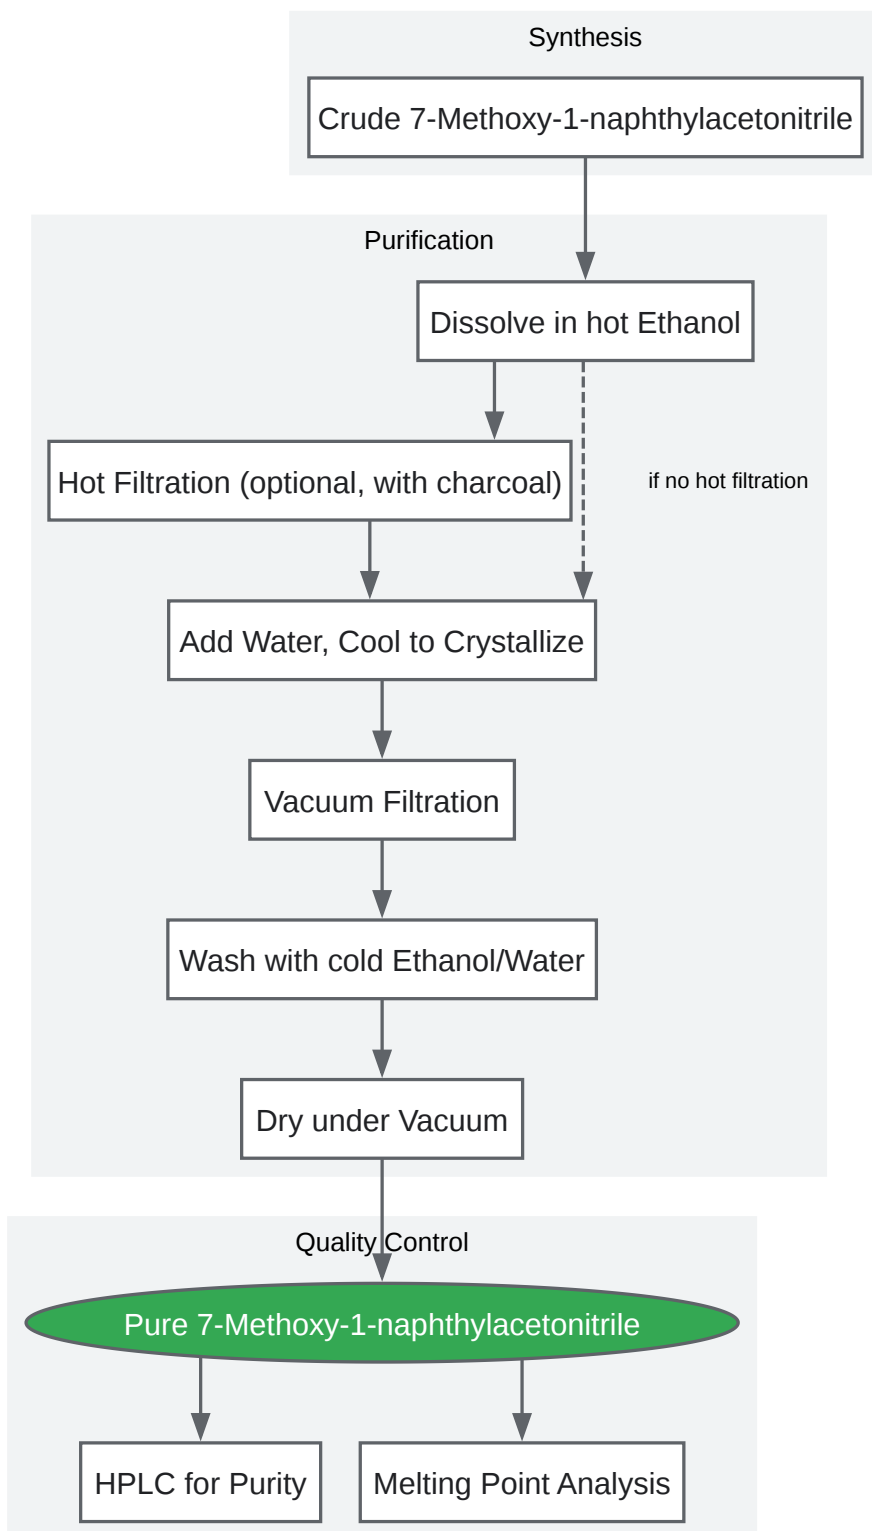 Synthesis
Crude 7-Methoxy-1-naphthylacetonitrile
Purification
Dissolve in hot Ethanol
Hot Filtration (optional, with charcoal)
if no hot filtration
Add Water, Cool to Crystallize
Vacuum Filtration
Wash with cold Ethanol/Water
Dry under Vacuum
Quality Control
Pure 7-Methoxy-1-naphthylacetonitrile
HPLC for Purity
Melting Point Analysis